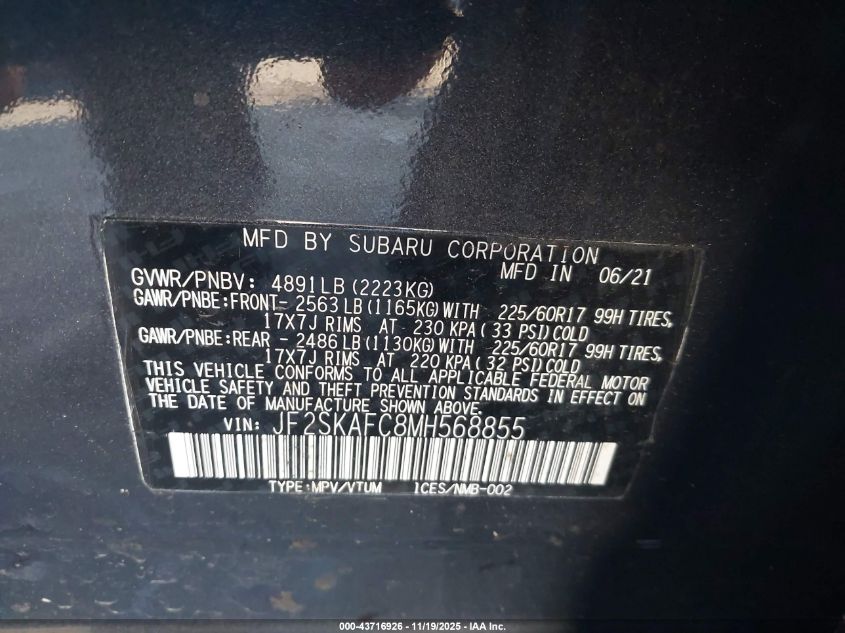 MFD BY SUBARU CORPORATION
MFD IN 06/21
GVWR/PNBV: 4891LB (2223KG)
GAWR/PNBE:FRONT- 2563LB (1165KG) WITH 225/60R17 99H TIRES,
17X7J RIMS AT 230 KPA( 33 PSI) COLD
GAWR/PNBE:REAR - 2486LB (1130KG) WITH 225/60R17 99H TIRES,
17X7J RIMS AT 220 KPA( 32 PSI) COLD
THIS VEHICLE CONFORMS TO ALL APPLICABLE FEDERAL MOTOR
VEHICLE SAFETY AND THEFT PREVENTION STANDARDS IN EFFECT ON
THE DATE OF MANUFACTURE SHOWN ABOVE.
VIN: JF2SKAFC8MH568855
TYPE:MPV/VTUM ICES/NMB-002
000-43716926 - 11/19/2025 - IAA Inc.